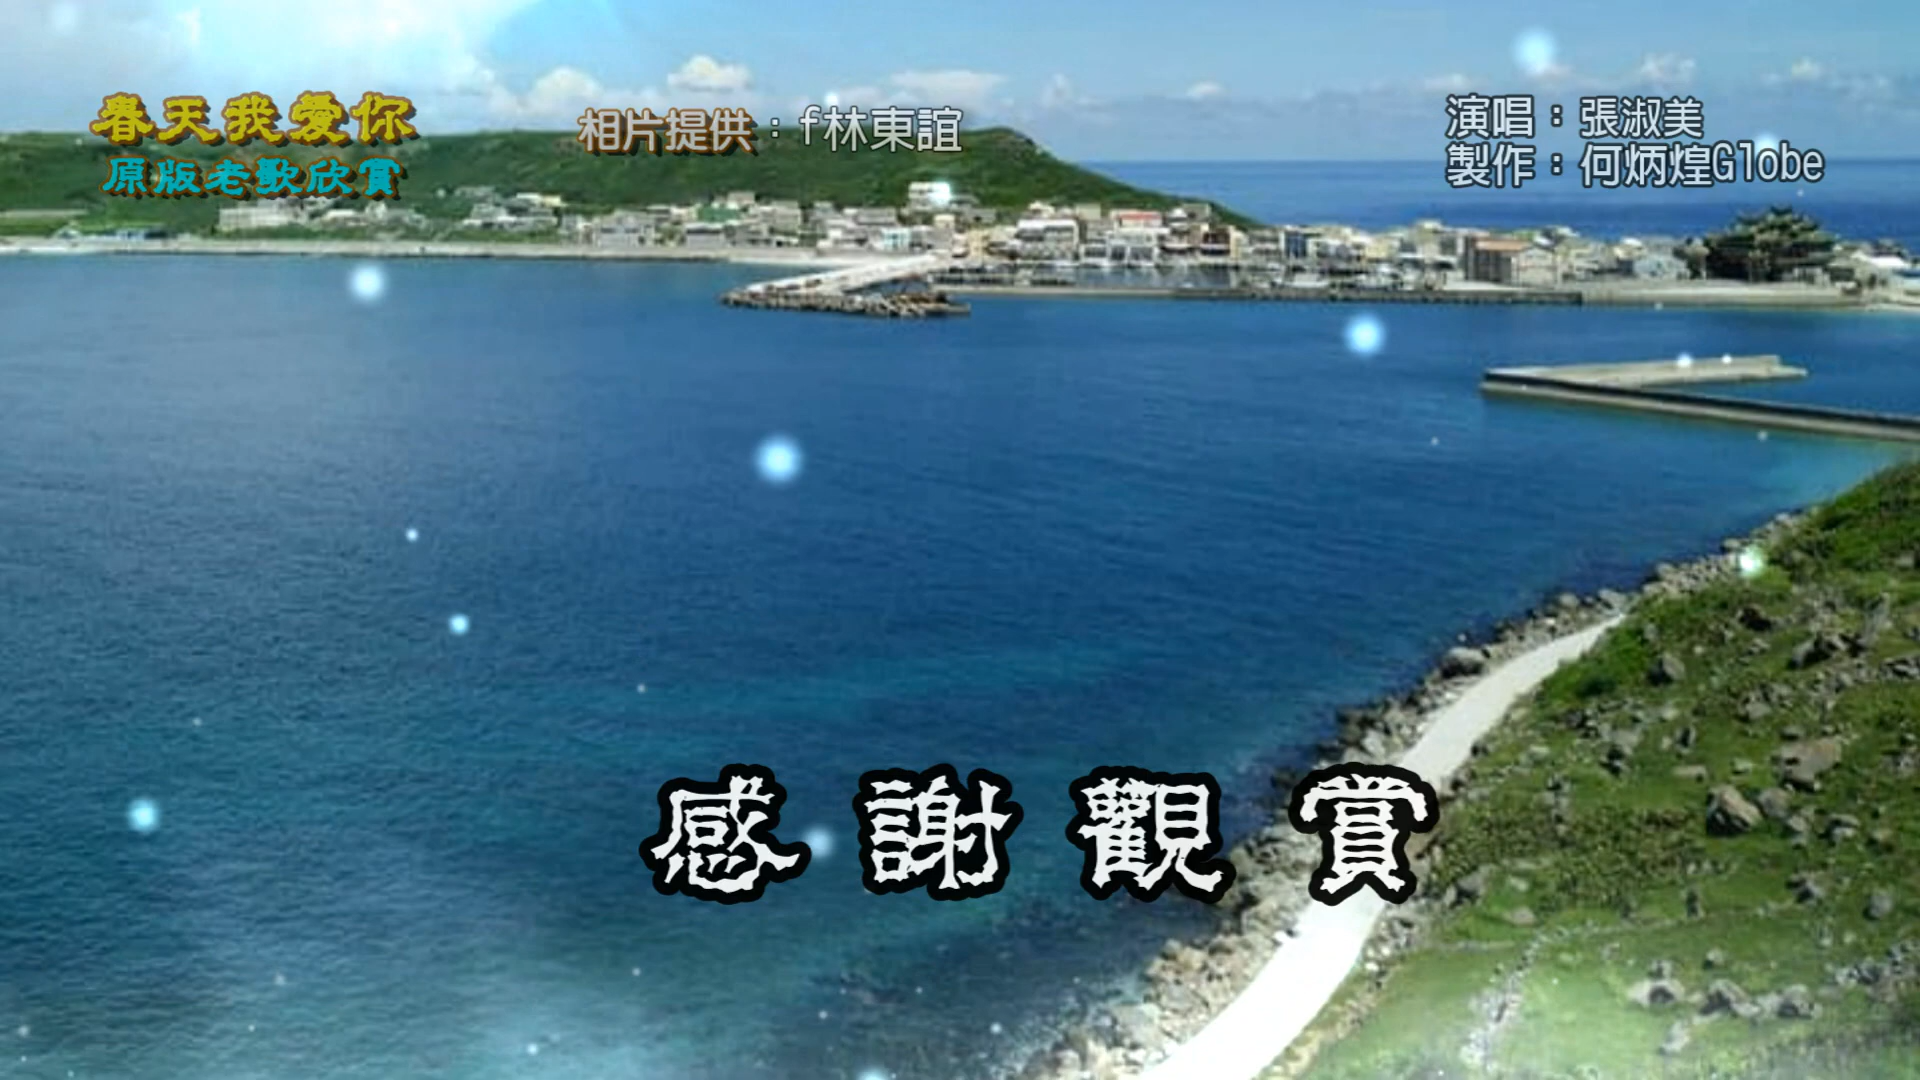 春天我愛你
原版老歌欣賞
相片提供：f林東誼
演唱：張淑美
製作：何炳煌Globe
感謝觀賞